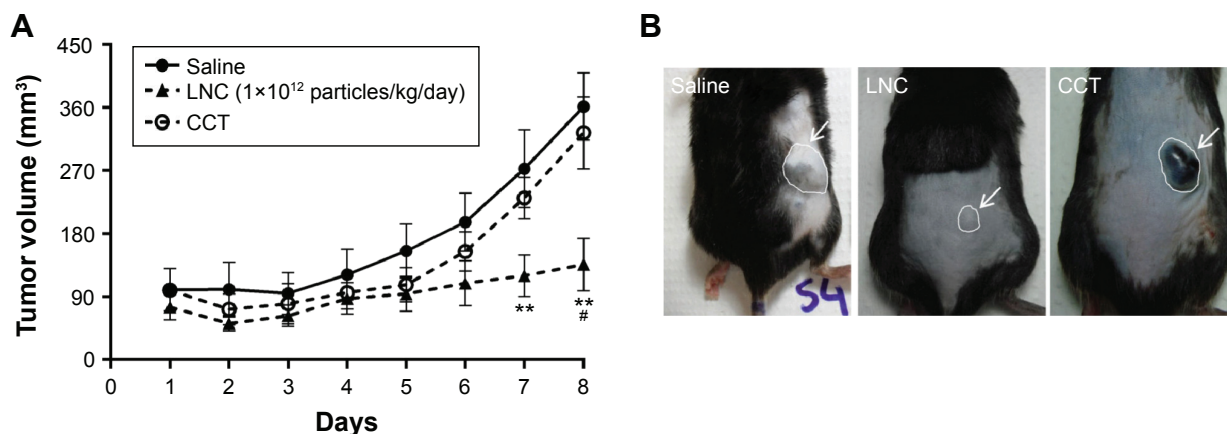 A
450
360
270
180
90
0
Tumor volume (mm³)
Saline
LNC (1×10¹² particles/kg/day)
CCT
**
**
#
0 1 2 3 4 5 6 7 8
Days
B
Saline
LNC
CCT
S4